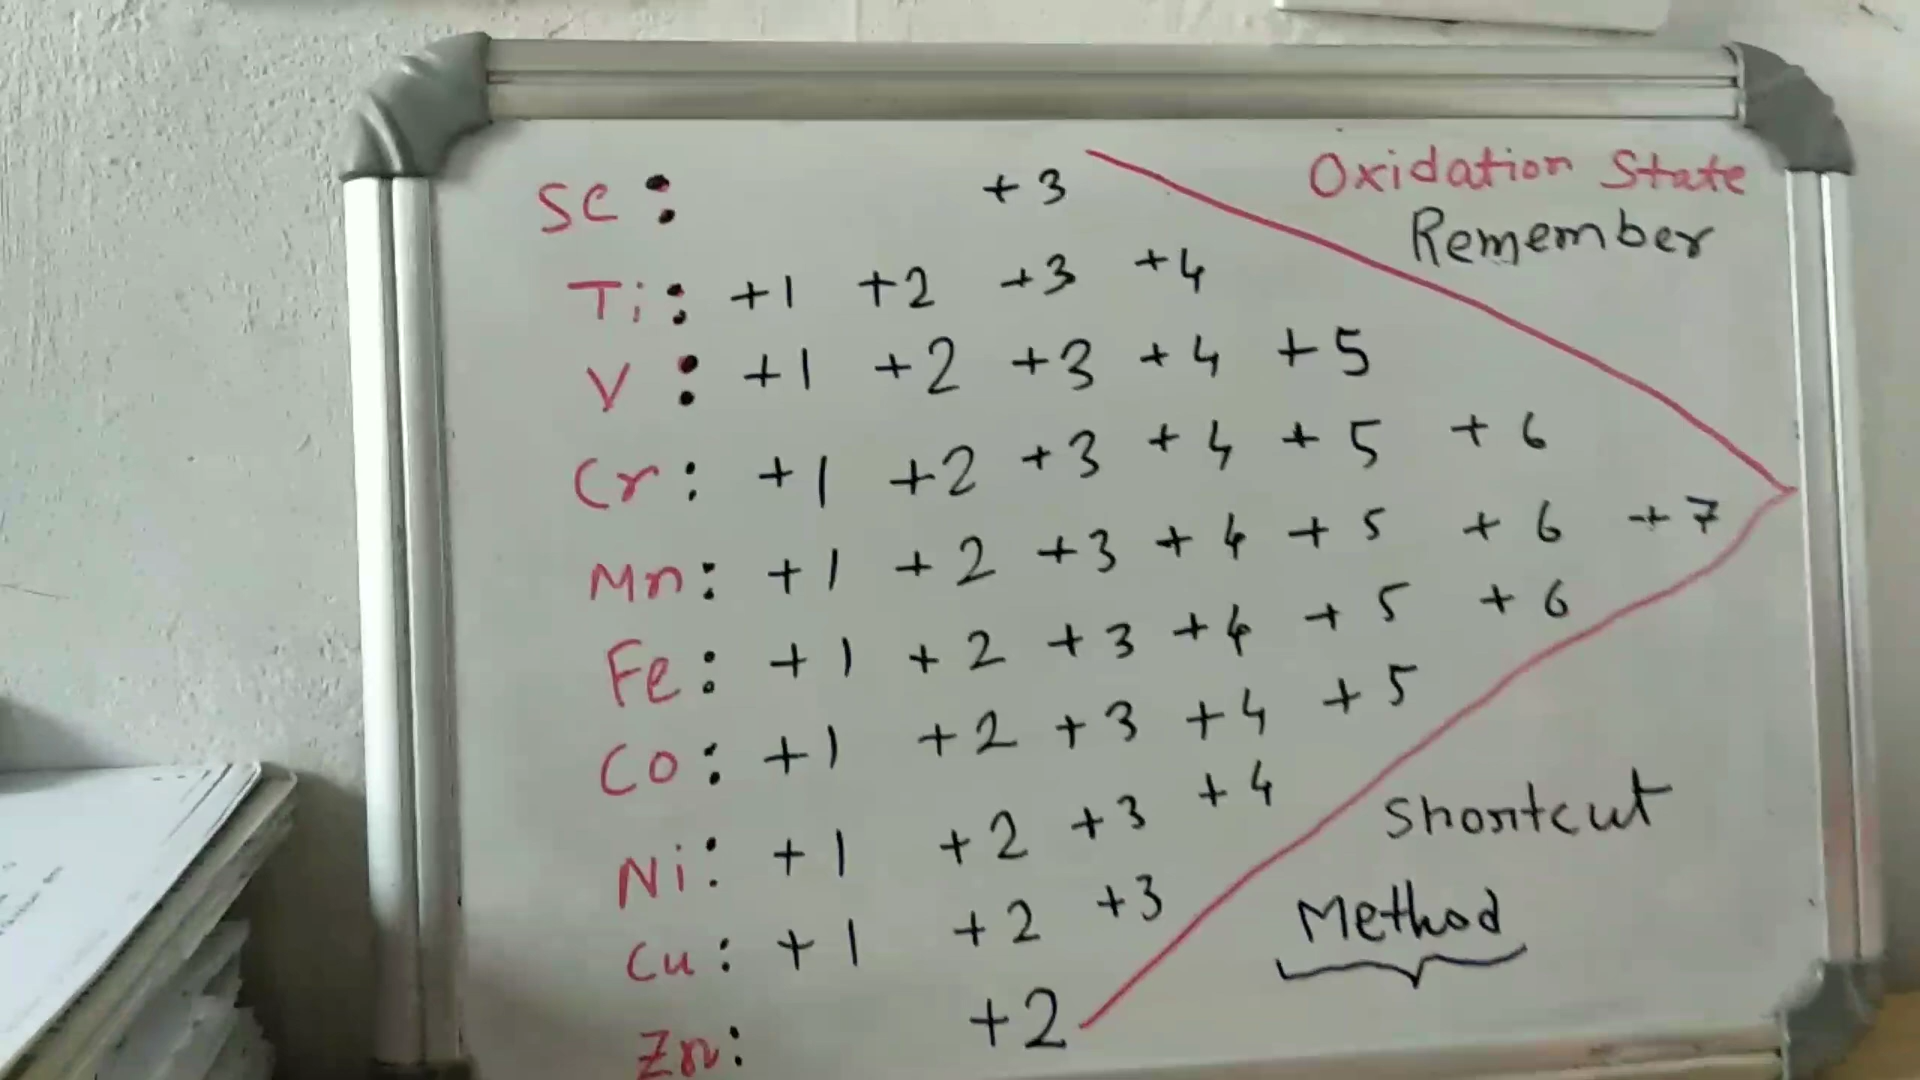 Oxidation State
Remember
Sc: +3
Ti: +1 +2 +3 +4
V: +1 +2 +3 +4 +5
Cr: +1 +2 +3 +4 +5 +6
Mn: +1 +2 +3 +4 +5 +6 +7
Fe: +1 +2 +3 +4 +5 +6
Co: +1 +2 +3 +4 +5
Ni: +1 +2 +3 +4
Cu: +1 +2 +3
Zn: +2
Shortcut
Method